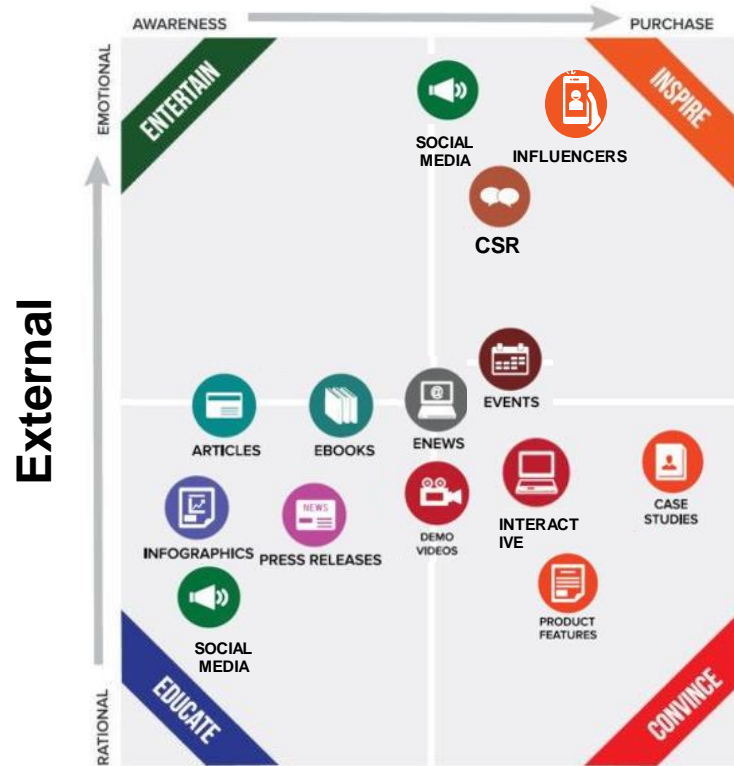 AWARENESS
PURCHASE
EMOTIONAL
ENTERTAIN
INSPIRE
SOCIAL
MEDIA
INFLUENCERS
CSR
External
EVENTS
@
ENEWS
ARTICLES
EBOOKS
NEWS
INFOGRAPHICS
PRESS RELEASES
DEMO
VIDEOS
INTERACT
IVE
CASE
STUDIES
SOCIAL
MEDIA
PRODUCT
FEATURES
EDUCATE
CONVINCE
RATIONAL